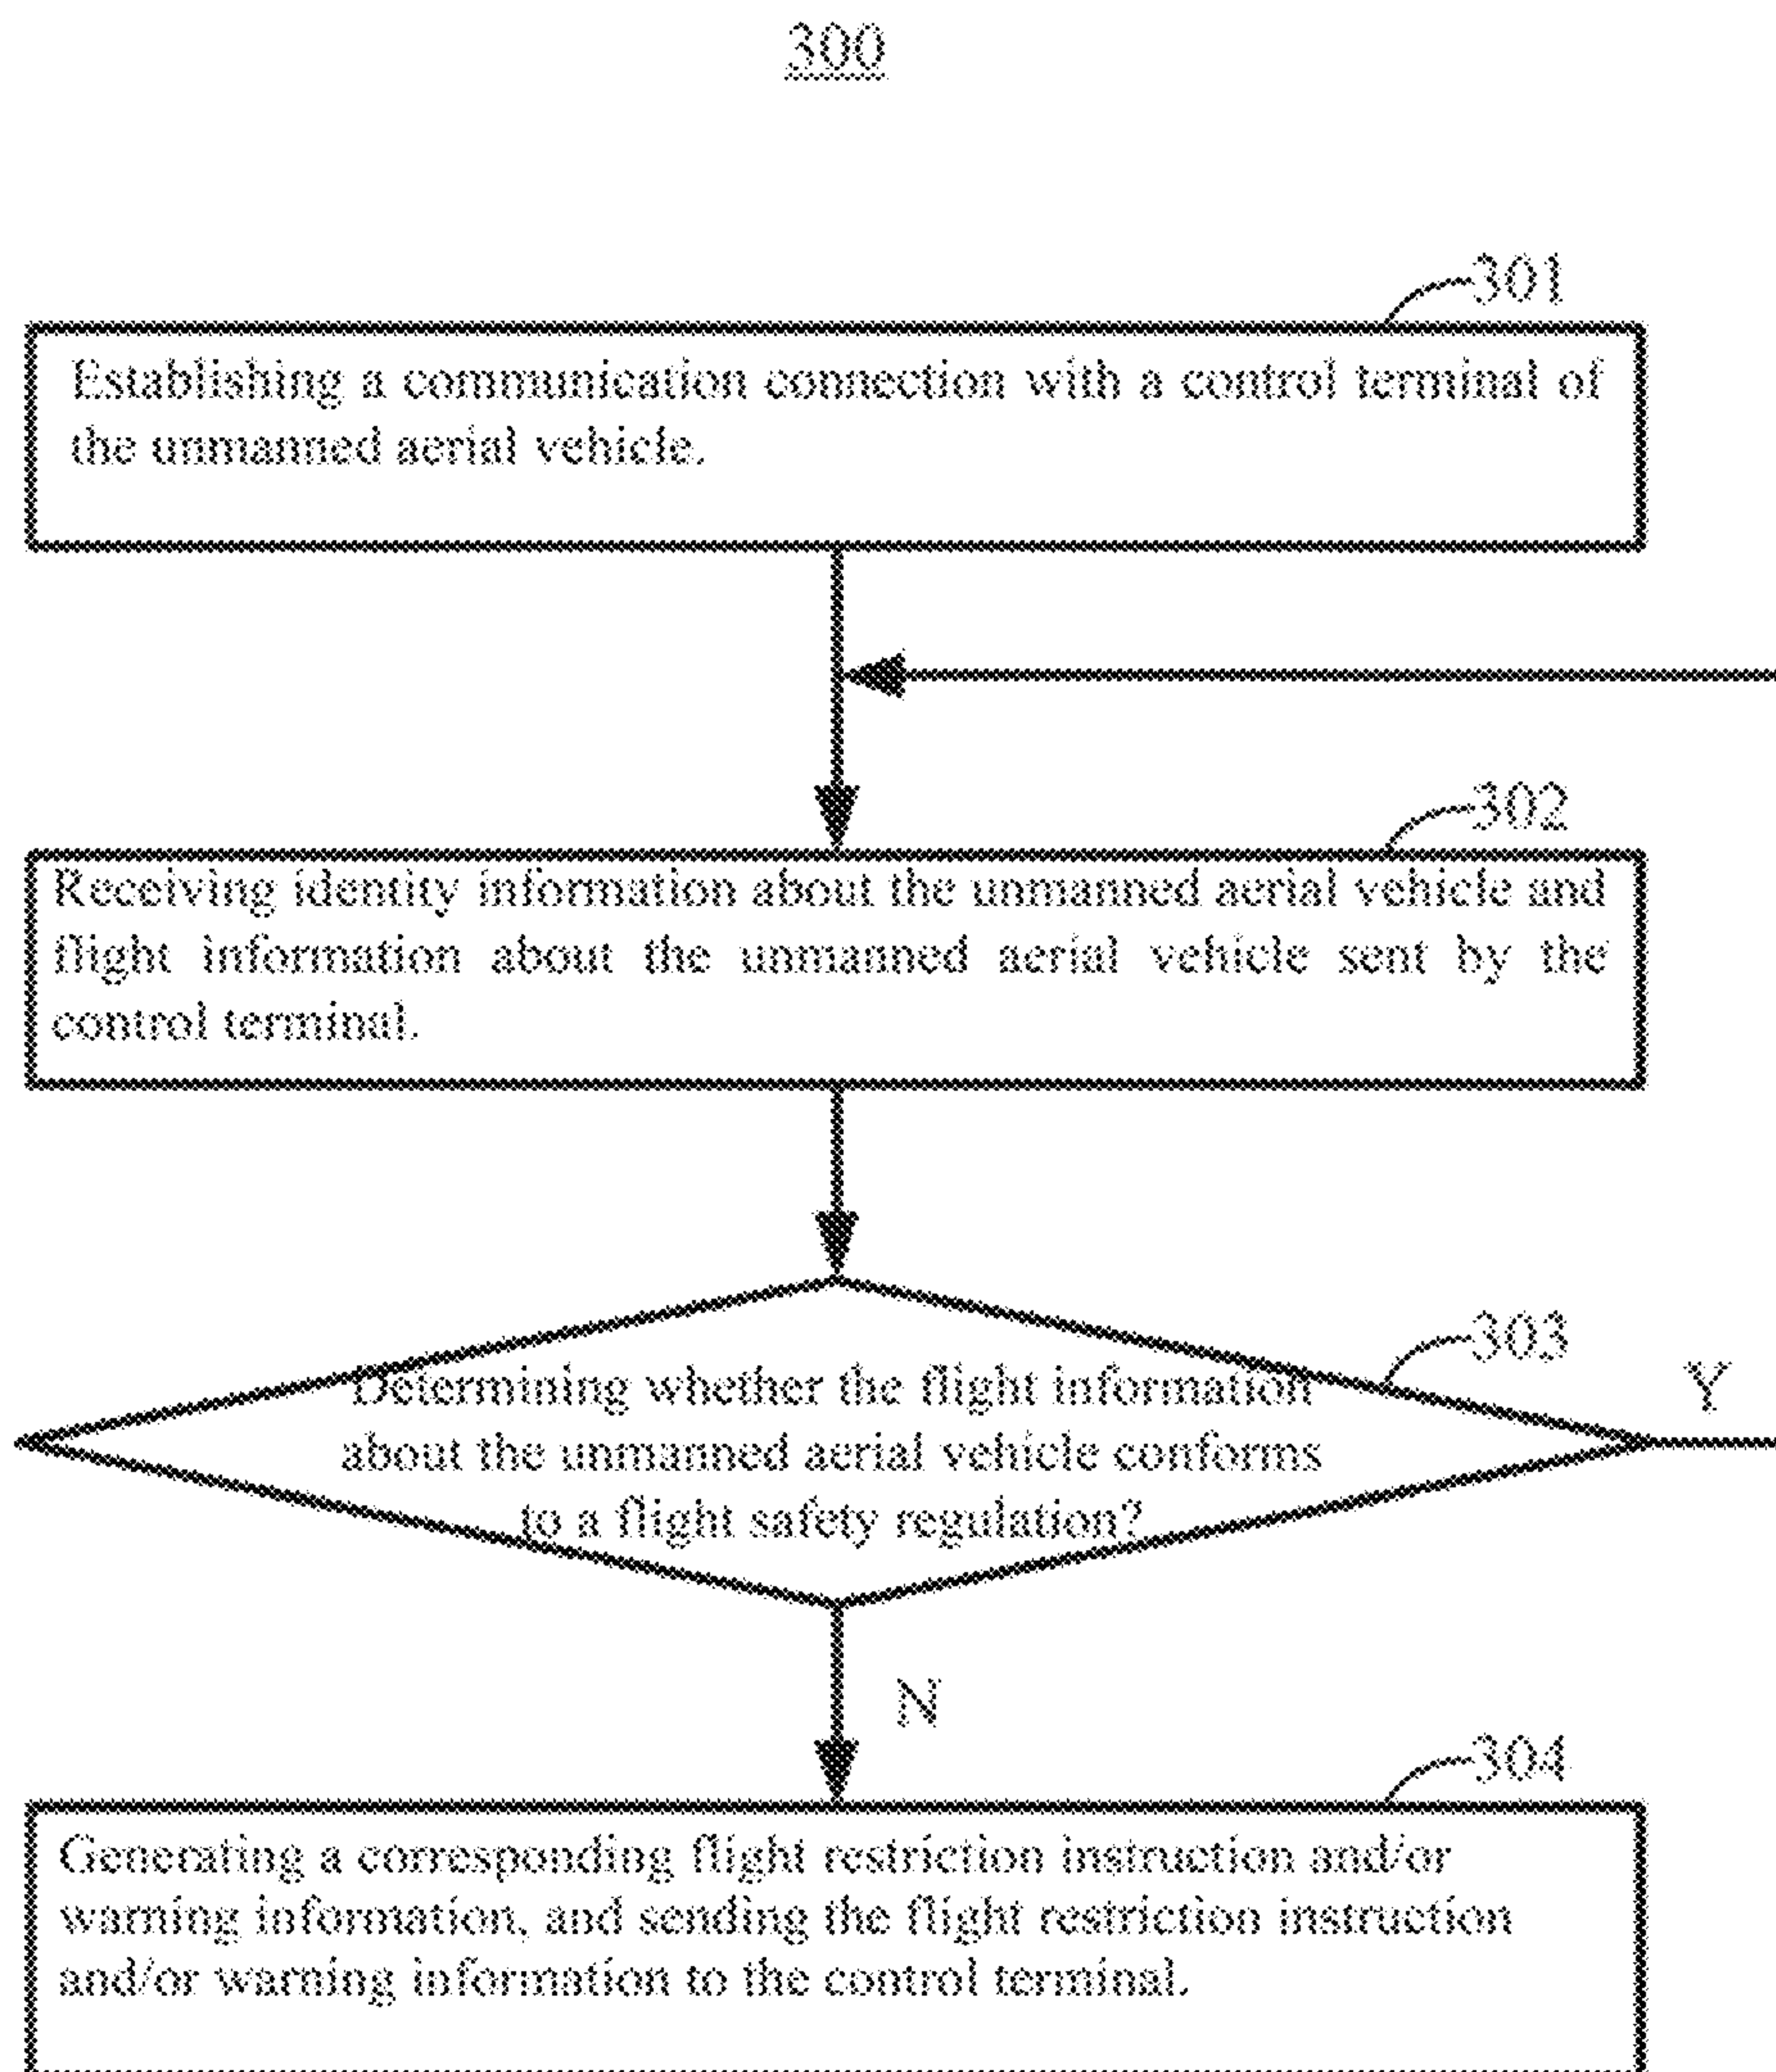 300
301
Establishing a communication connection with a control terminal of
the unmanned aerial vehicle.
302
Receiving identity information about the unmanned aerial vehicle and
flight information about the unmanned aerial vehicle sent by the
control terminal.
303
Determining whether the flight information
about the unmanned aerial vehicle conforms
to a flight safety regulation?
Y
N
304
Generating a corresponding flight restriction instruction and/or
warning information, and sending the flight restriction instruction
and/or warning information to the control terminal.